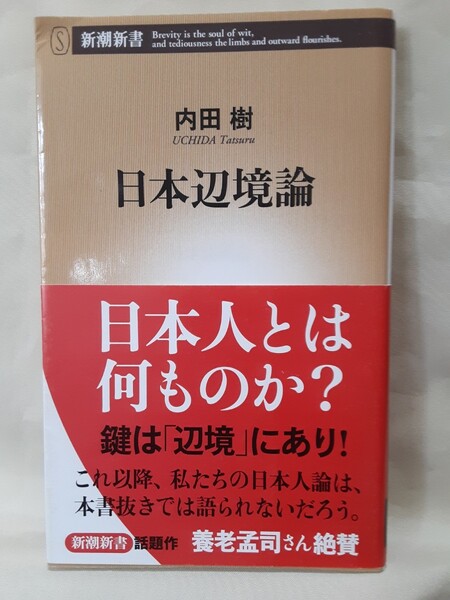 S 新潮新書 Brevity is the soul of wit,
and tediousness the limbs and outward flourishes.
内田 樹
UCHIDA Tatsuru
日本辺境論
日本人とは
何ものか?
鍵は「辺境」にあり!
これ以降、私たちの日本人論は、
本書抜きでは語られないだろう。
新潮新書 話題作 養老孟司さん絶賛